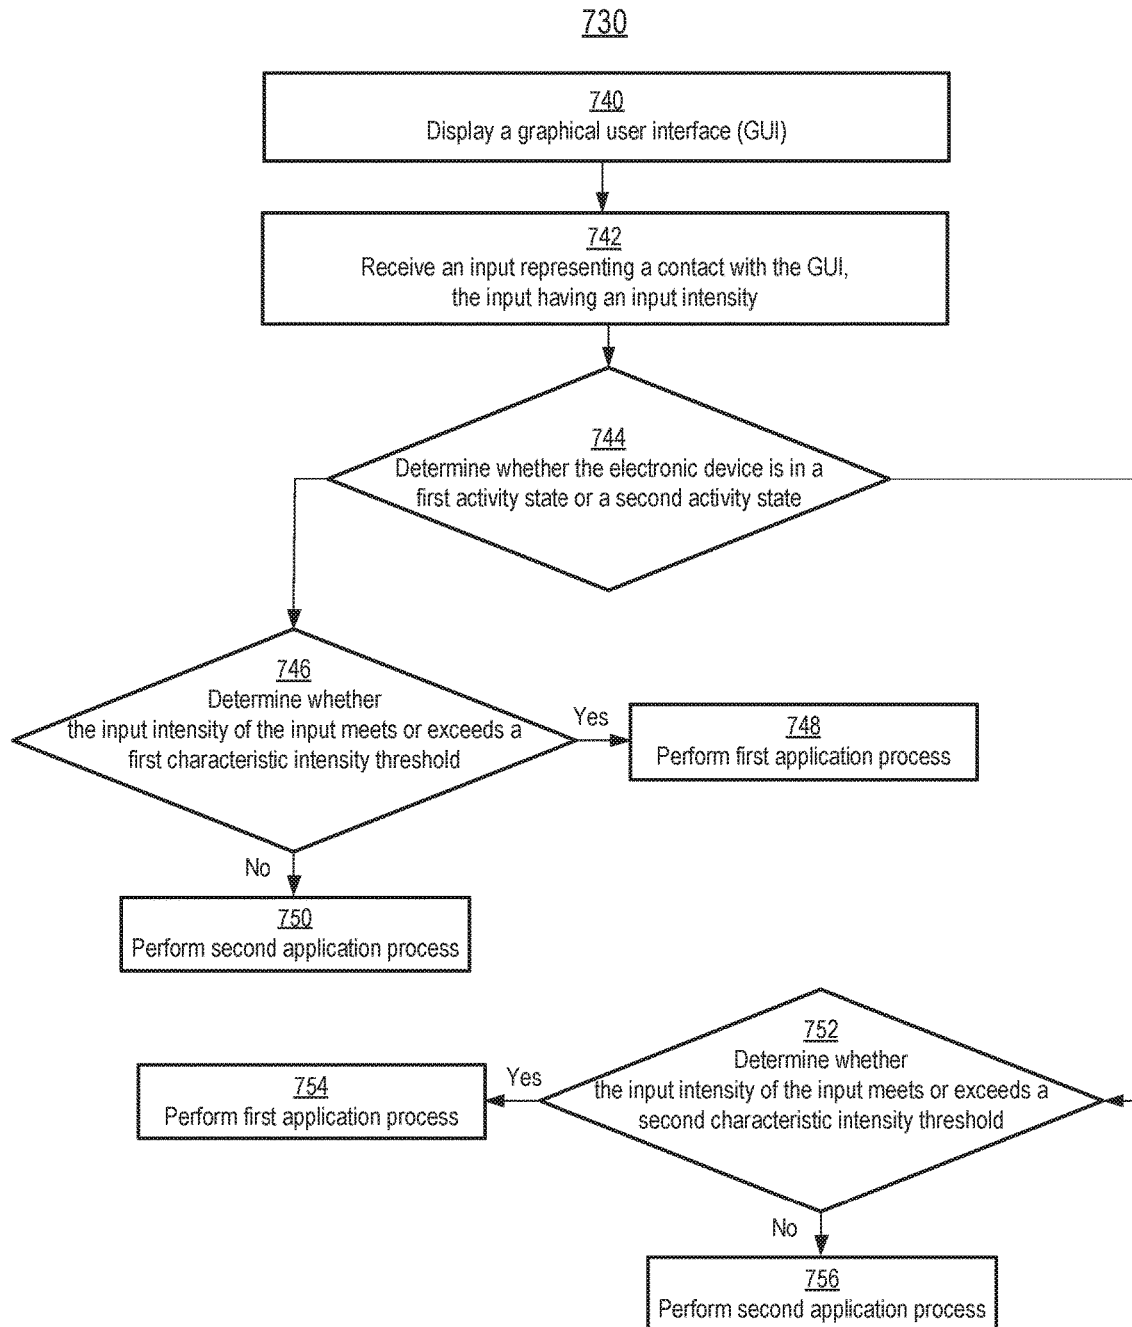 730
740
Display a graphical user interface (GUI)
742
Receive an input representing a contact with the GUI,
the input having an input intensity
744
Determine whether the electronic device is in a
first activity state or a second activity state
746
Determine whether
the input intensity of the input meets or exceeds a
first characteristic intensity threshold
Yes
748
Perform first application process
No
750
Perform second application process
752
Determine whether
the input intensity of the input meets or exceeds a
second characteristic intensity threshold
Yes
754
Perform first application process
No
756
Perform second application process